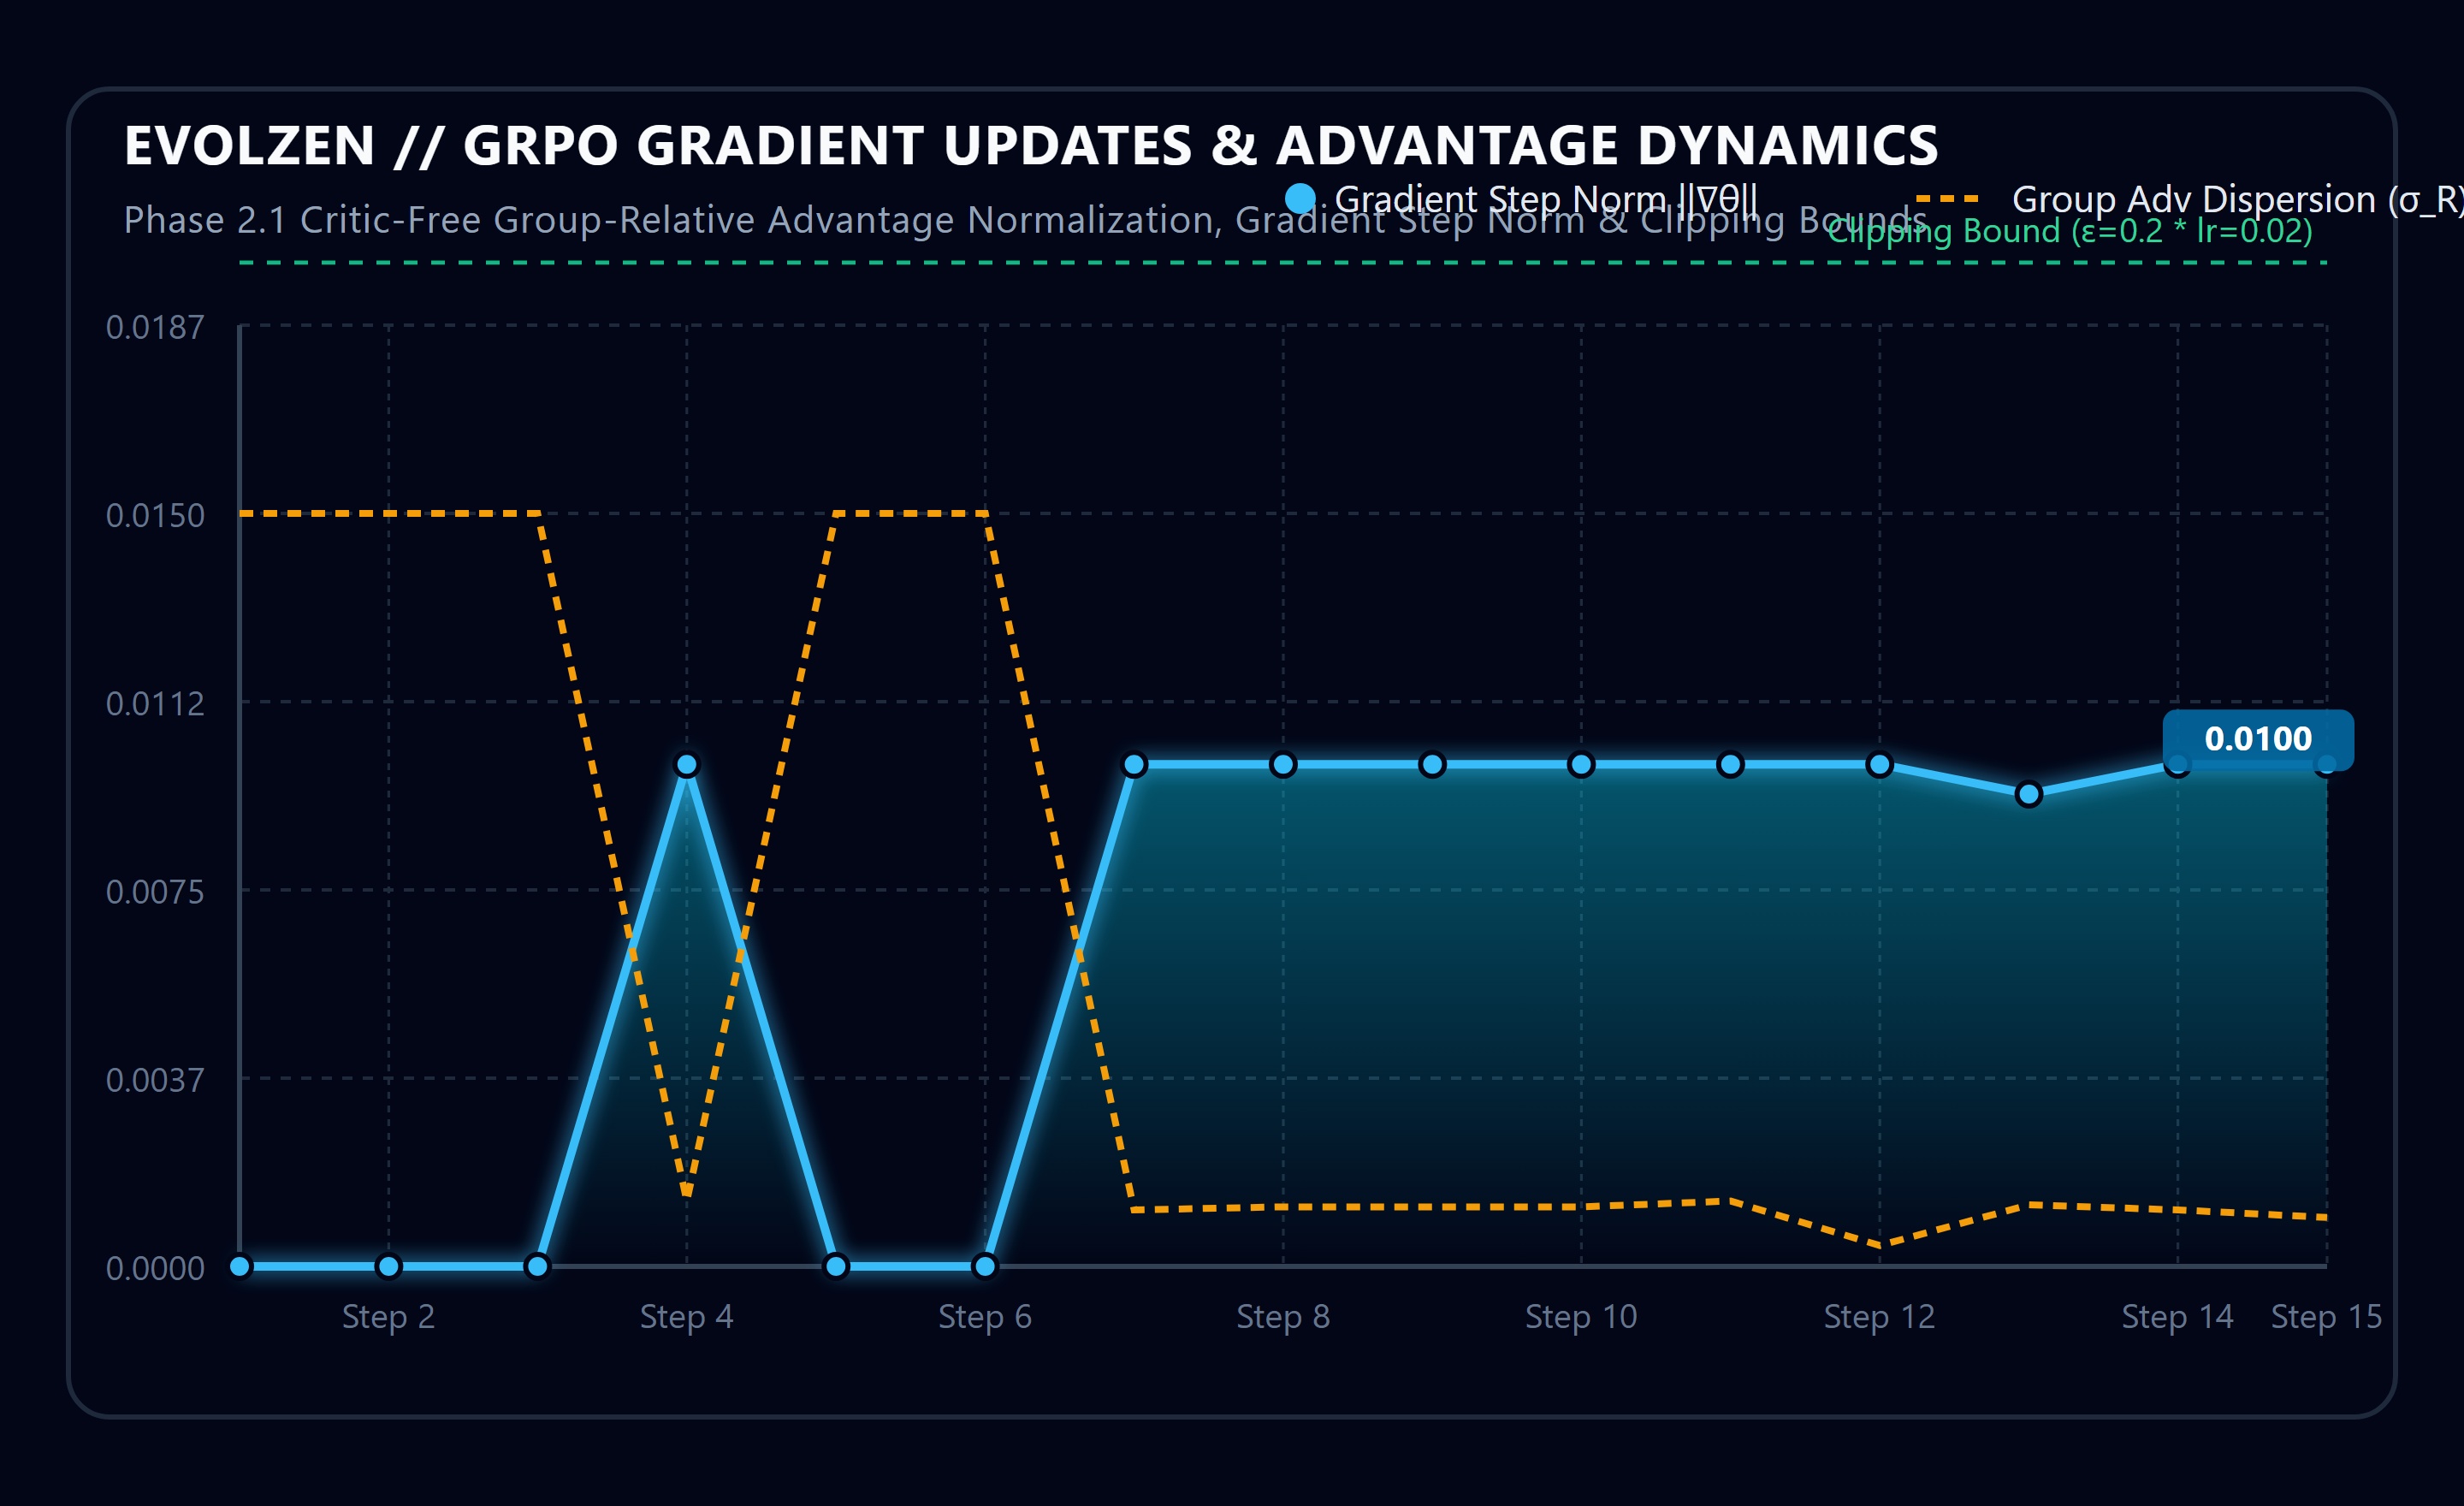 EVOLZEN // GRPO GRADIENT UPDATES & ADVANTAGE DYNAMICS
Gradient Step Norm ||∇θ||
Group Adv Dispersion (σ_R)
Phase 2.1 Critic-Free Group-Relative Advantage Normalization, Gradient Step Norm & Clipping Bounds
Clipping Bound (ε=0.2 * lr=0.02)
0.0187
0.0150
0.0112
0.0100
0.0075
0.0037
0.0000
Step 2
Step 4
Step 6
Step 8
Step 10
Step 12
Step 14
Step 15